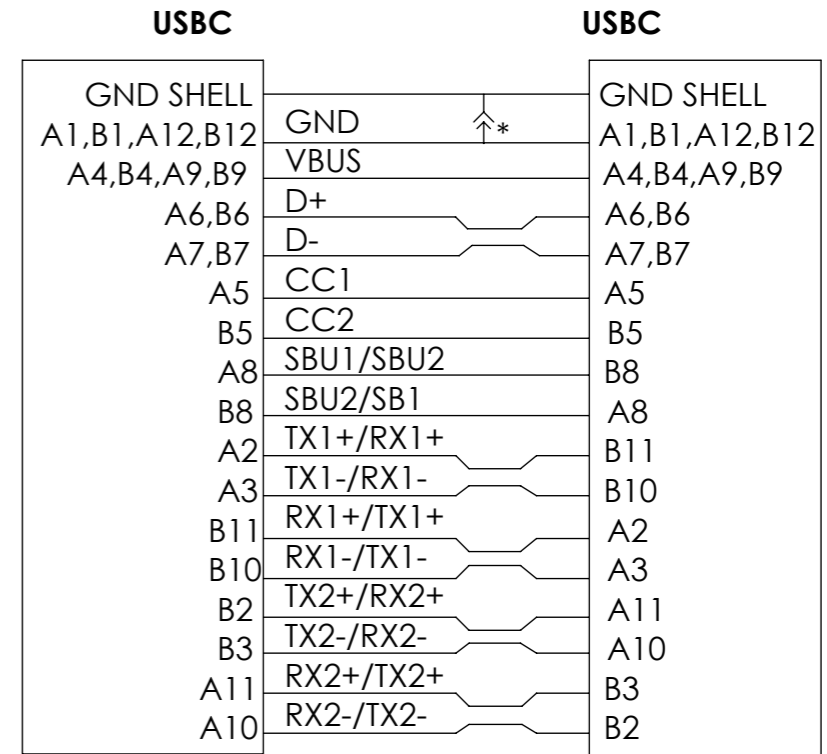 USBC USBC
GND SHELL GND SHELL
A1,B1,A12,B12 GND * A1,B1,A12,B12
A4,B4,A9,B9 VBUS A4,B4,A9,B9
A6,B6 D+ A6,B6
A7,B7 D- A7,B7
A5 CC1 A5
B5 CC2 B5
A8 SBU1/SBU2 B8
B8 SBU2/SB1 A8
A2 TX1+/RX1+ B11
A3 TX1-/RX1- B10
B11 RX1+/TX1+ A2
B10 RX1-/TX1- A3
B2 TX2+/RX2+ A11
B3 TX2-/RX2- A10
A11 RX2+/TX2+ B3
A10 RX2-/TX2- B2